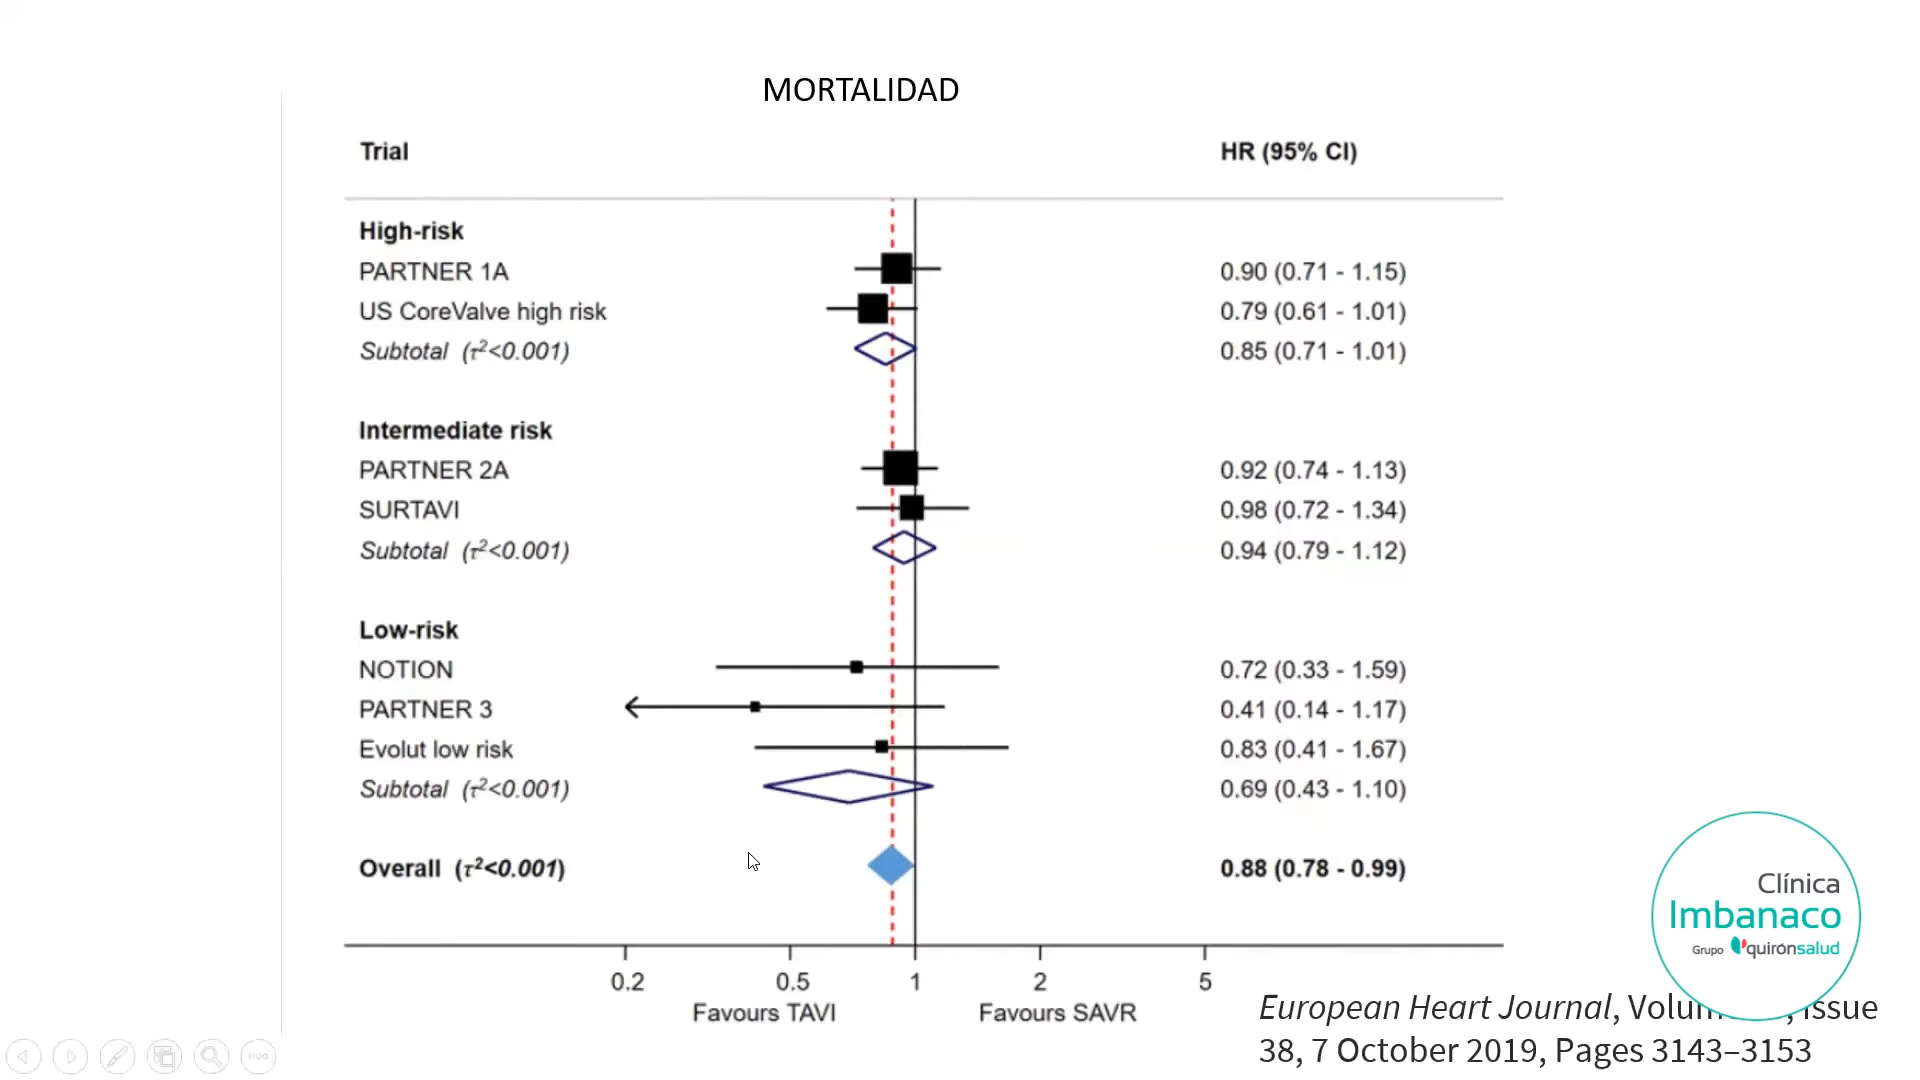 MORTALIDAD
Trial HR (95% CI)
High-risk
PARTNER 1A 0.90 (0.71 - 1.15)
US CoreValve high risk 0.79 (0.61 - 1.01)
Subtotal (τ²<0.001) 0.85 (0.71 - 1.01)
Intermediate risk
PARTNER 2A 0.92 (0.74 - 1.13)
SURTAVI 0.98 (0.72 - 1.34)
Subtotal (τ²<0.001) 0.94 (0.79 - 1.12)
Low-risk
NOTION 0.72 (0.33 - 1.59)
PARTNER 3 0.41 (0.14 - 1.17)
Evolut low risk 0.83 (0.41 - 1.67)
Subtotal (τ²<0.001) 0.69 (0.43 - 1.10)
Overall (τ²<0.001) 0.88 (0.78 - 0.99)
0.2 0.5 1 2 5
Favours TAVI Favours SAVR
Clínica
Imbanaco
Grupo quirónsalud
European Heart Journal, Issue
38, 7 October 2019, Pages 3143–3153